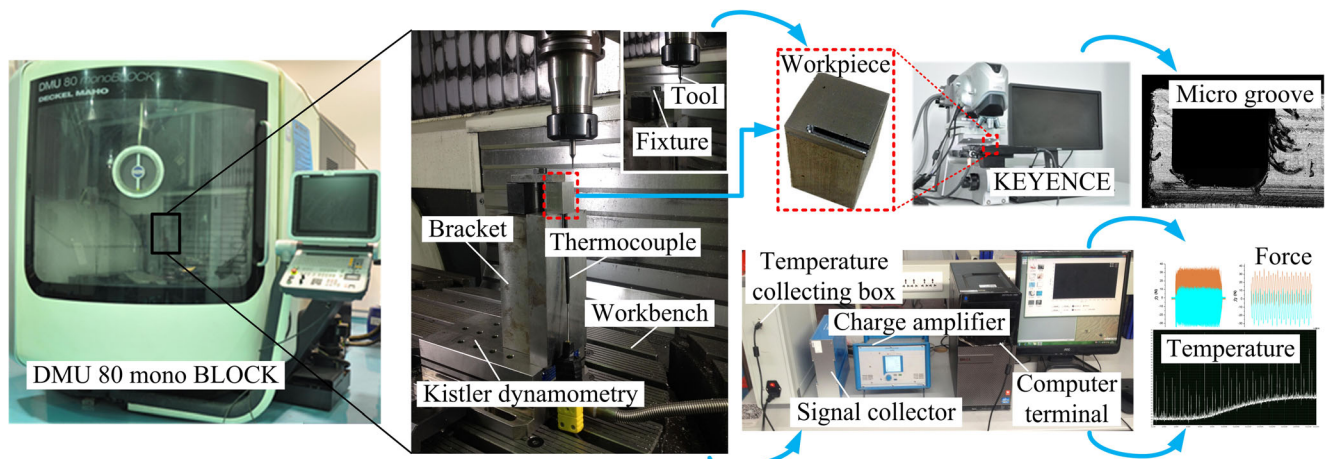 DMU 80 monoBLOCK
DECKEL MAHO
DMU 80 mono BLOCK
Tool
Fixture
Bracket
Thermocouple
Workbench
Kistler dynamometry
Workpiece
KEYENCE
Micro groove
Temperature
collecting box
Charge amplifier
Signal collector
Computer
terminal
Force
Temperature